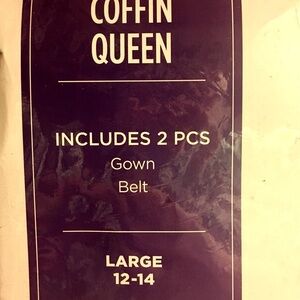 COFFIN
QUEEN
INCLUDES 2 PCS
Gown
Belt
LARGE
12-14